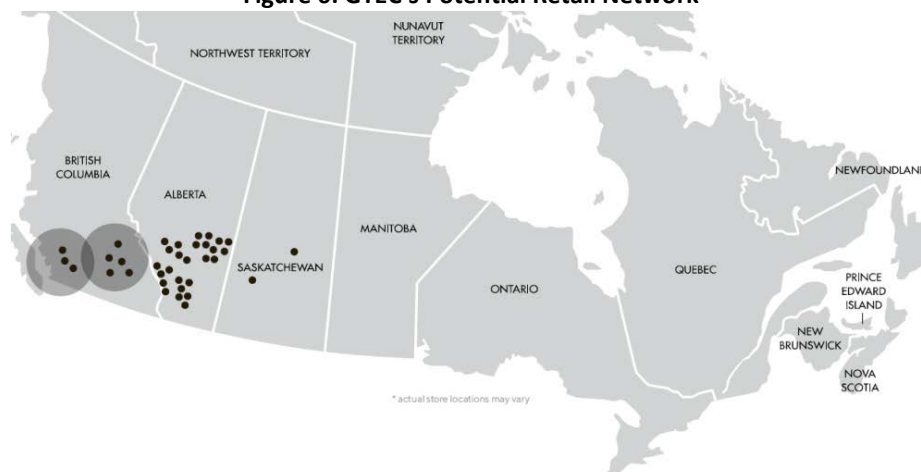 Figure 6: GTEC's Potential Retail Network
NUNAVUT
TERRITORY
NORTHWEST TERRITORY
BRITISH
COLUMBIA
ALBERTA
NEWFOUNDLAND
MANITOBA
SASKATCHEWAN
QUEBEC
ONTARIO
PRINCE
EDWARD
ISLAND
NEW
BRUNSWICK
NOVA
SCOTIA
* actual store locations may vary